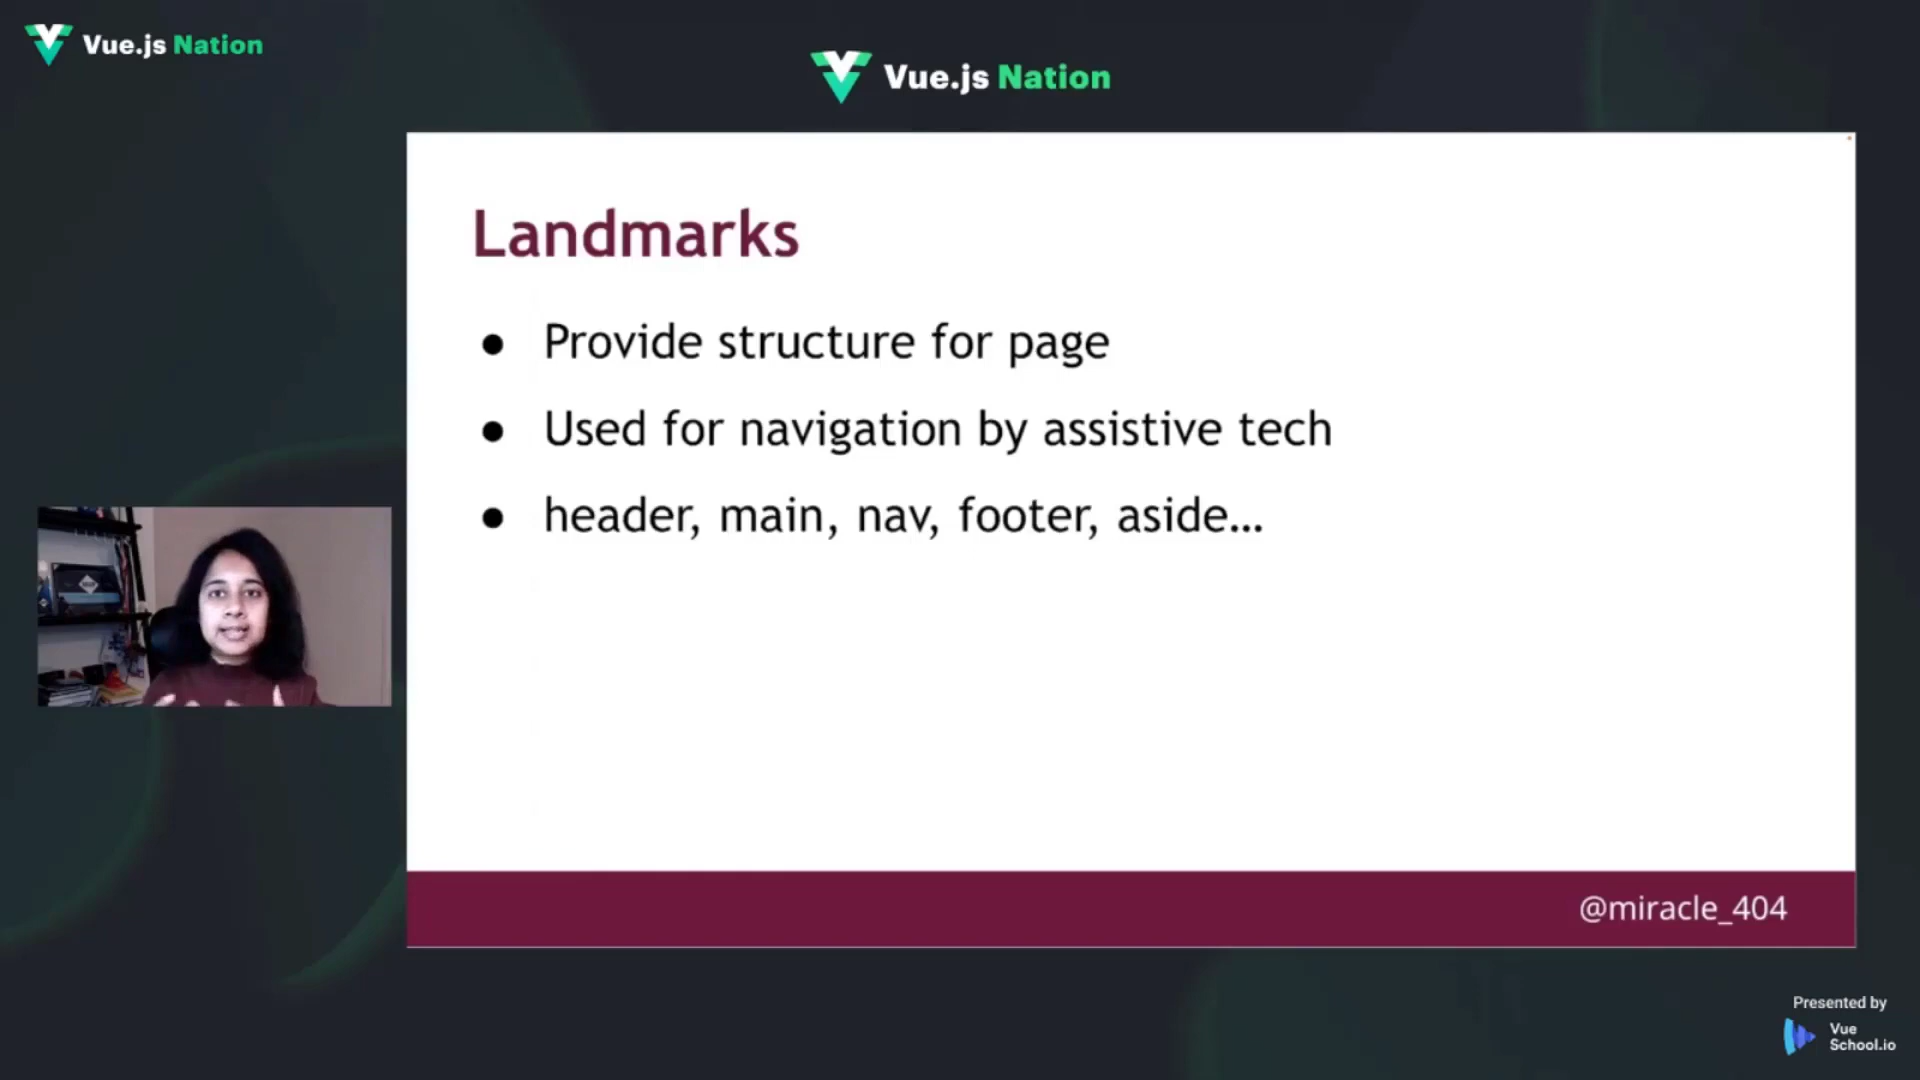 Vue.js Nation
Vue.js Nation
Landmarks
● Provide structure for page
● Used for navigation by assistive tech
● header, main, nav, footer, aside...
@miracle_404
Presented by
Vue
School.io